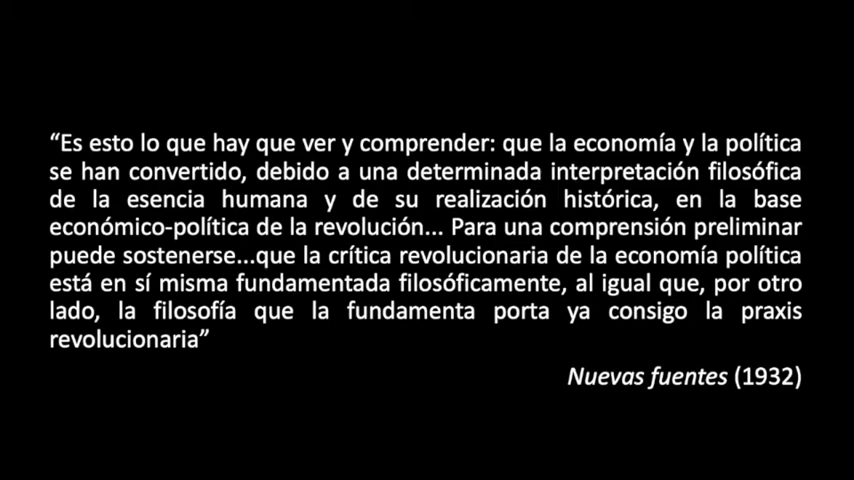 “Es esto lo que hay que ver y comprender: que la economía y la política
se han convertido, debido a una determinada interpretación filosófica
de la esencia humana y de su realización histórica, en la base
económico-política de la revolución... Para una comprensión preliminar
puede sostenerse...que la crítica revolucionaria de la economía política
está en sí misma fundamentada filosóficamente, al igual que, por otro
lado, la filosofía que la fundamenta porta ya consigo la praxis
revolucionaria”
Nuevas fuentes (1932)